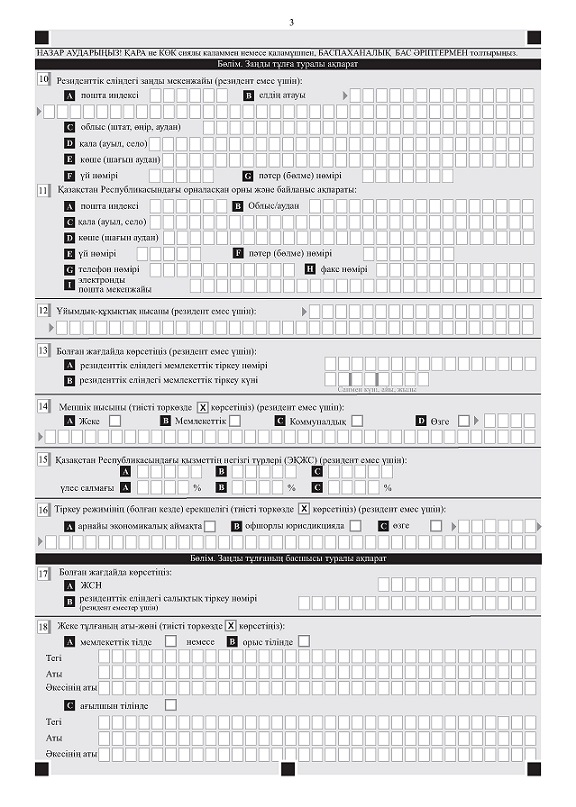 3
НАЗАР АУДАРЫҢЫЗ! ҚАРА не КӨК сиялы қаламмен немесе қаламұшпен, БАСПАХАНАЛЫҚ БАС ӘРІПТЕРМЕН толтырыңыз.
Бөлім. Заңды тұлға туралы ақпарат
10 Резиденттік еліндегі заңды мекенжайы (резидент емес үшін):
A пошта индексі B елдің атауы
C облыс (штат, өңір, аудан)
D қала (ауыл, село)
E көше (шағын аудан)
F үй нөмірі G пәтер (бөлме) нөмірі
11 Қазақстан Республикасындағы орналасқан орны және байланыс ақпараты:
A пошта индексі B Облыс/аудан
C қала (ауыл, село)
D көше (шағын аудан)
E үй нөмірі F пәтер (бөлме) нөмірі
G телефон нөмірі H факс нөмірі
I электронды пошта мекенжайы
12 Ұйымдық-құқықтық нысаны (резидент емес үшін):
13 Болған жағдайда көрсетіңіз (резидент емес үшін):
A резиденттік еліндегі мемлекеттік тіркеу нөмірі
B резиденттік еліндегі мемлекеттік тіркеу күні
Санмен күні, айы, жылы
14 Меншік нысаны (тиісті торкөзде X көрсетіңіз) (резидент емес үшін):
A Жеке B Мемлекеттік C Коммуналдық D Өзге
15 Қазақстан Республикасындағы қызметтің негізгі түрлері (ЭҚЖС) (резидент емес үшін):
A B C
үлес салмағы A % B % C %
16 Тіркеу режимінің (болған кезде) ерекшелігі (тиісті торкөзде X көрсетіңіз) (резидент емес үшін):
A арнайы экономикалық аймақта B офшорлы юрисдикцияда C өзге
Бөлім. Заңды тұлғаның басшысы туралы ақпарат
17 Болған жағдайда көрсетіңіз:
A ЖСН
B резиденттік еліндегі салықтық тіркеу нөмірі
(резидент еместер үшін)
18 Жеке тұлғаның аты-жөні (тиісті торкөзде X көрсетіңіз):
A мемлекеттік тілде немесе B орыс тілінде
Тегі
Аты
Әкесінің аты
C ағылшын тілінде
Тегі
Аты
Әкесінің аты